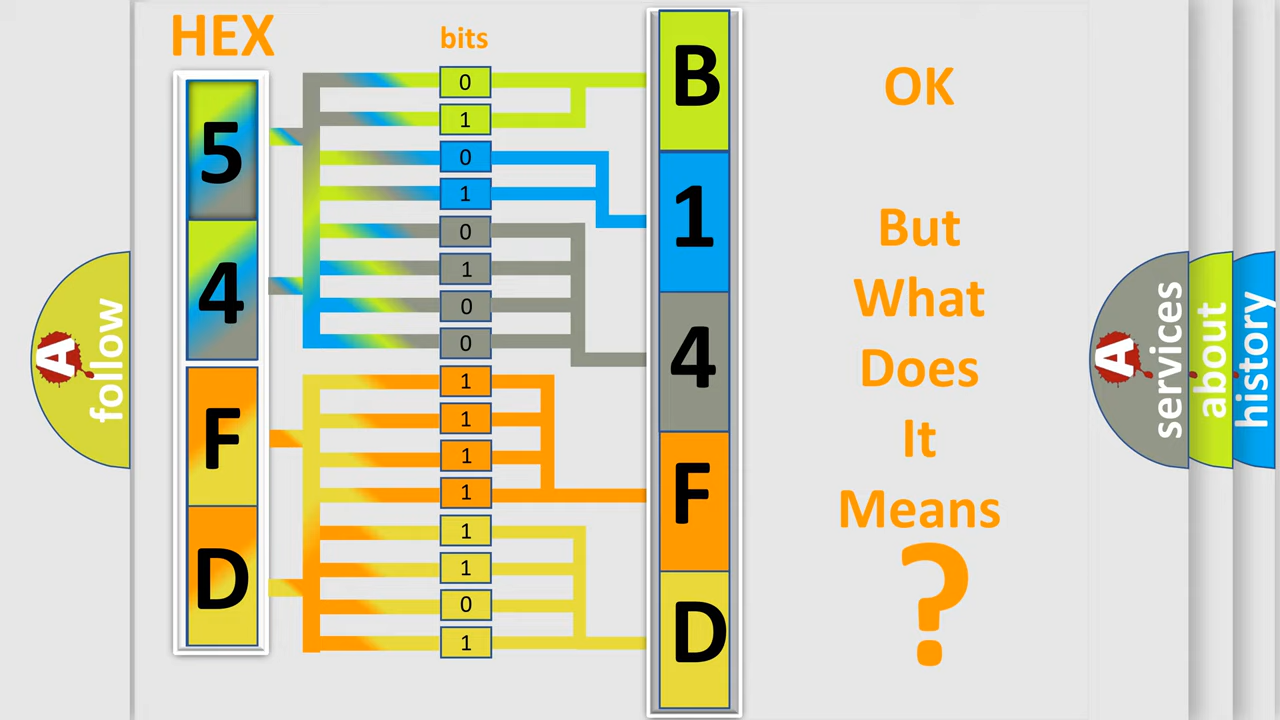 HEX
bits
5
4
F
D
0
1
0
1
0
1
0
0
1
1
1
1
1
1
0
1
B
1
4
F
D
OK
But
What
Does
It
Means
?
A
follow
A
services
about
history